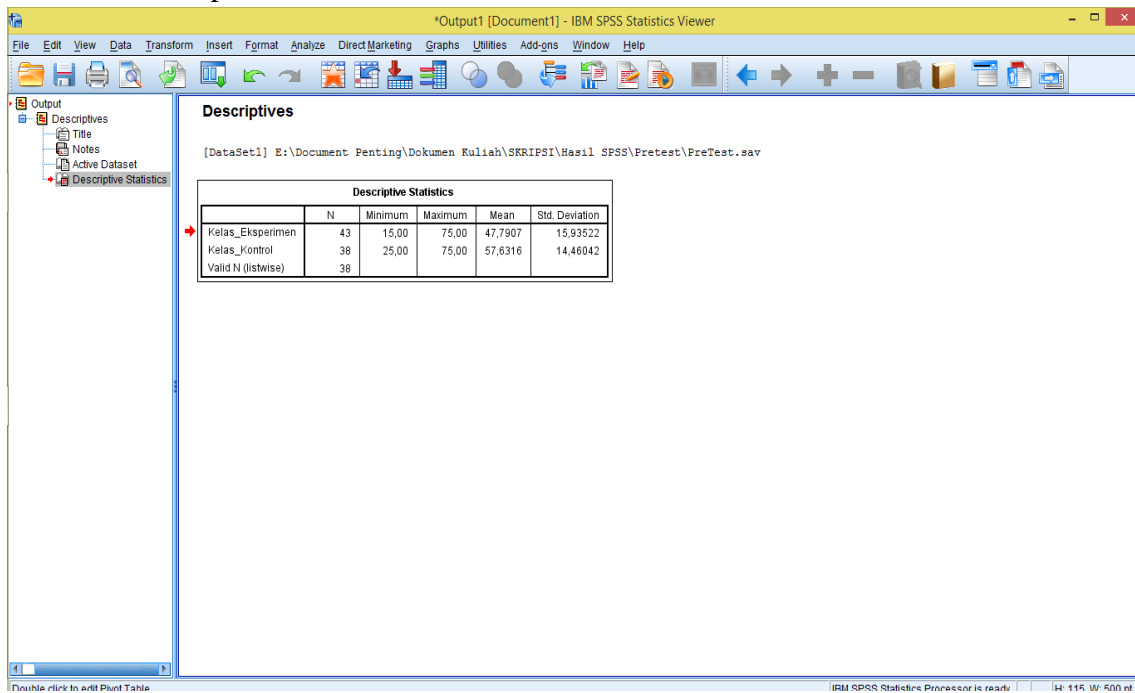 *Output1 [Document1] - IBM SPSS Statistics Viewer
File Edit View Data Transform Insert Format Analyze Direct Marketing Graphs Utilities Add-ons Window Help
Output
Descriptives
Title
Notes
Active Dataset
Descriptive Statistics
Descriptives
[DataSet1] E:\Document Penting\Dokumen Kuliah\SKRIPSI\Hasil SPSS\Pretest\PreTest.sav
Descriptive Statistics
N Minimum Maximum Mean Std. Deviation
Kelas_Eksperimen 43 15,00 75,00 47,7907 15,93522
Kelas_Kontrol 38 25,00 75,00 57,6316 14,46042
Valid N (listwise) 38
Double click to edit Pivot Table IBM SPSS Statistics Processor is ready H: 115, W: 500 pt